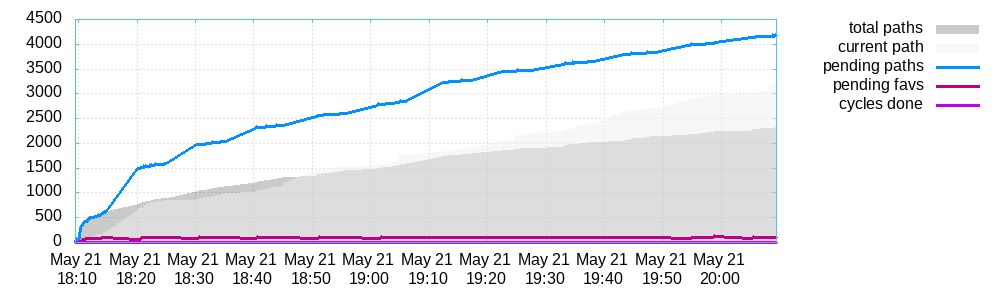 4500
4000
3500
3000
2500
2000
1500
1000
500
0
May 21 May 21 May 21 May 21 May 21 May 21 May 21 May 21 May 21 May 21 May 21 May 21
18:10 18:20 18:30 18:40 18:50 19:00 19:10 19:20 19:30 19:40 19:50 20:00
total paths
current path
pending paths
pending favs
cycles done